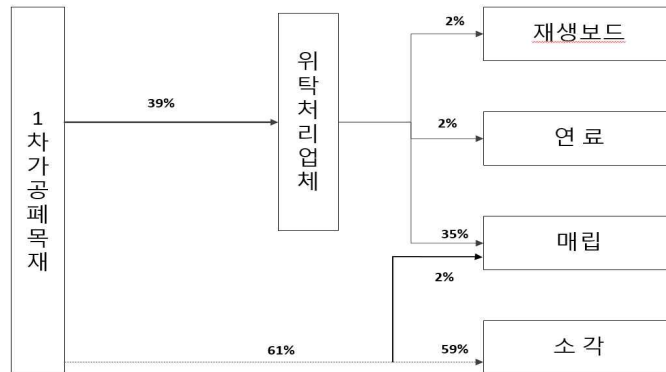 1차가공폐목재
39%
위탁처리업체
2%
재생보드
2%
연 료
35%
매립
2%
61%
59%
소 각